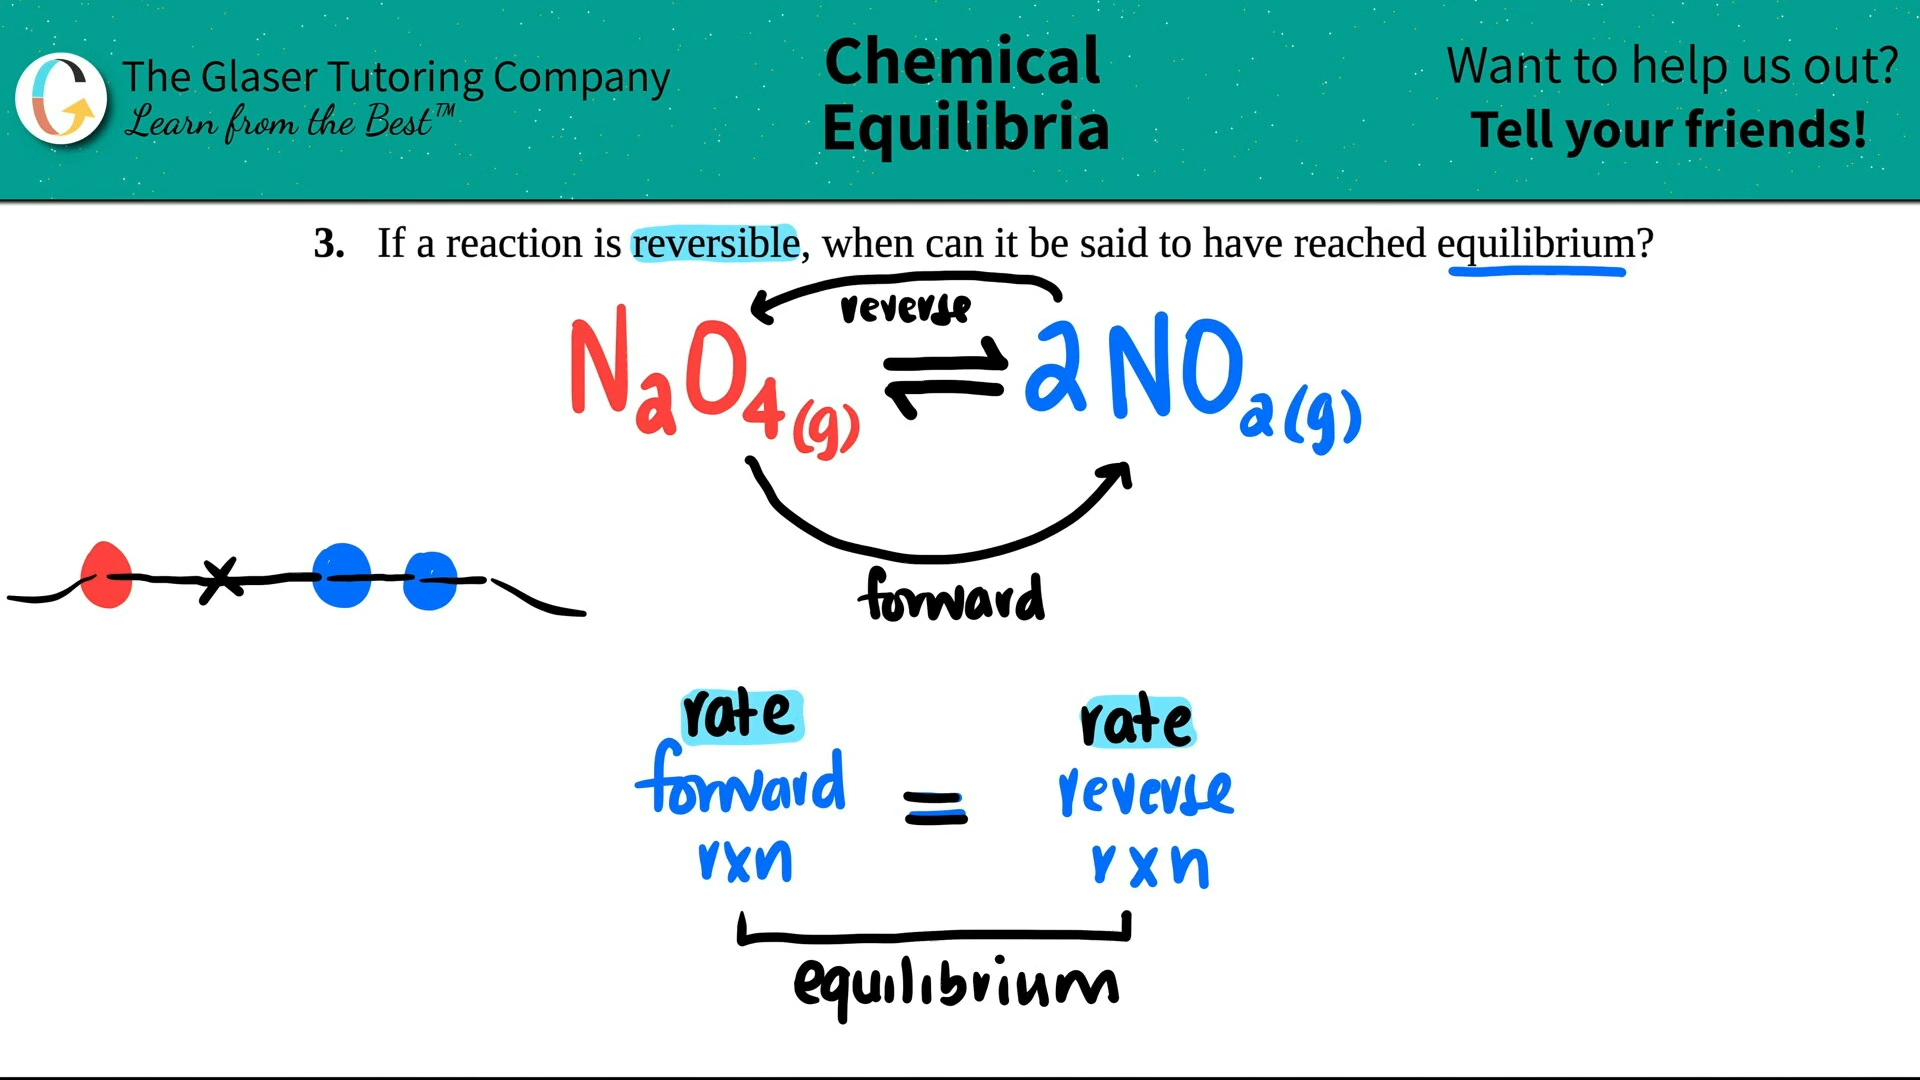 The Glaser Tutoring Company
Learn from the Best™
Chemical
Equilibria
Want to help us out?
Tell your friends!
3. If a reaction is reversible, when can it be said to have reached equilibrium?
reverse
N₂O₄(g) ⇌ 2NO₂(g)
forward
rate rate
forward = reverse
rxn rxn
equilibrium